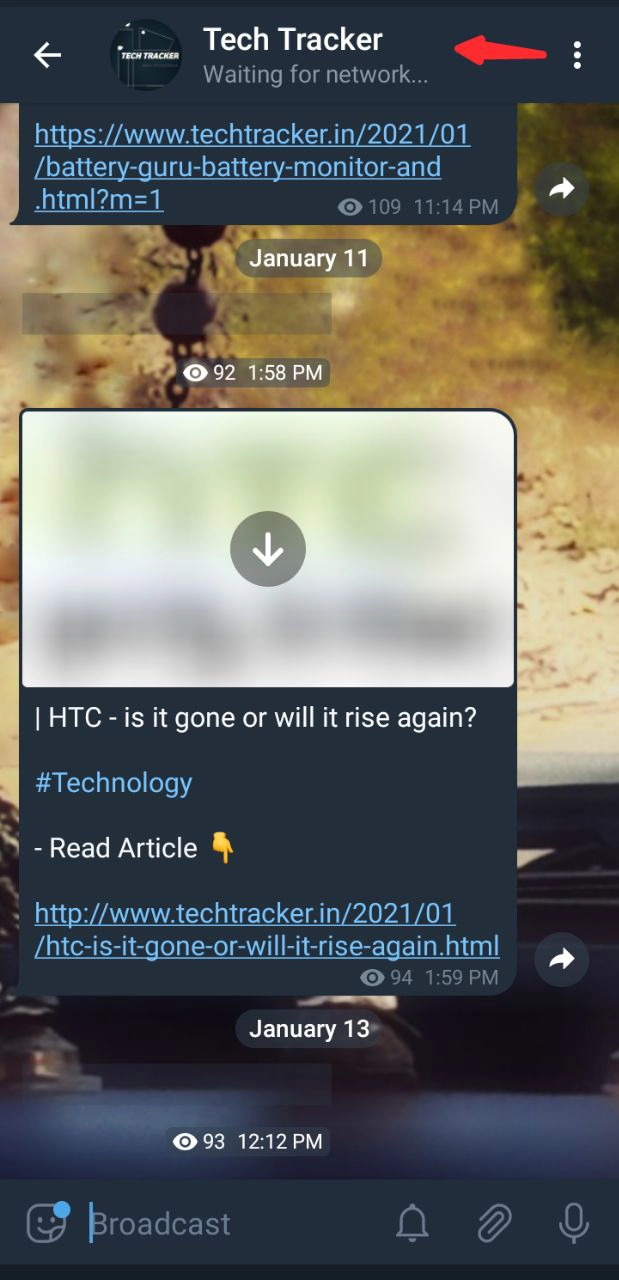 Tech Tracker
TECH TRACKER
Waiting for network...
https://www.techtracker.in/2021/01
/battery-guru-battery-monitor-and
.html?m=1
109 11:14 PM
January 11
92 1:58 PM
| HTC - is it gone or will it rise again?
#Technology
- Read Article 👇
http://www.techtracker.in/2021/01
/htc-is-it-gone-or-will-it-rise-again.html
94 1:59 PM
January 13
93 12:12 PM
Broadcast